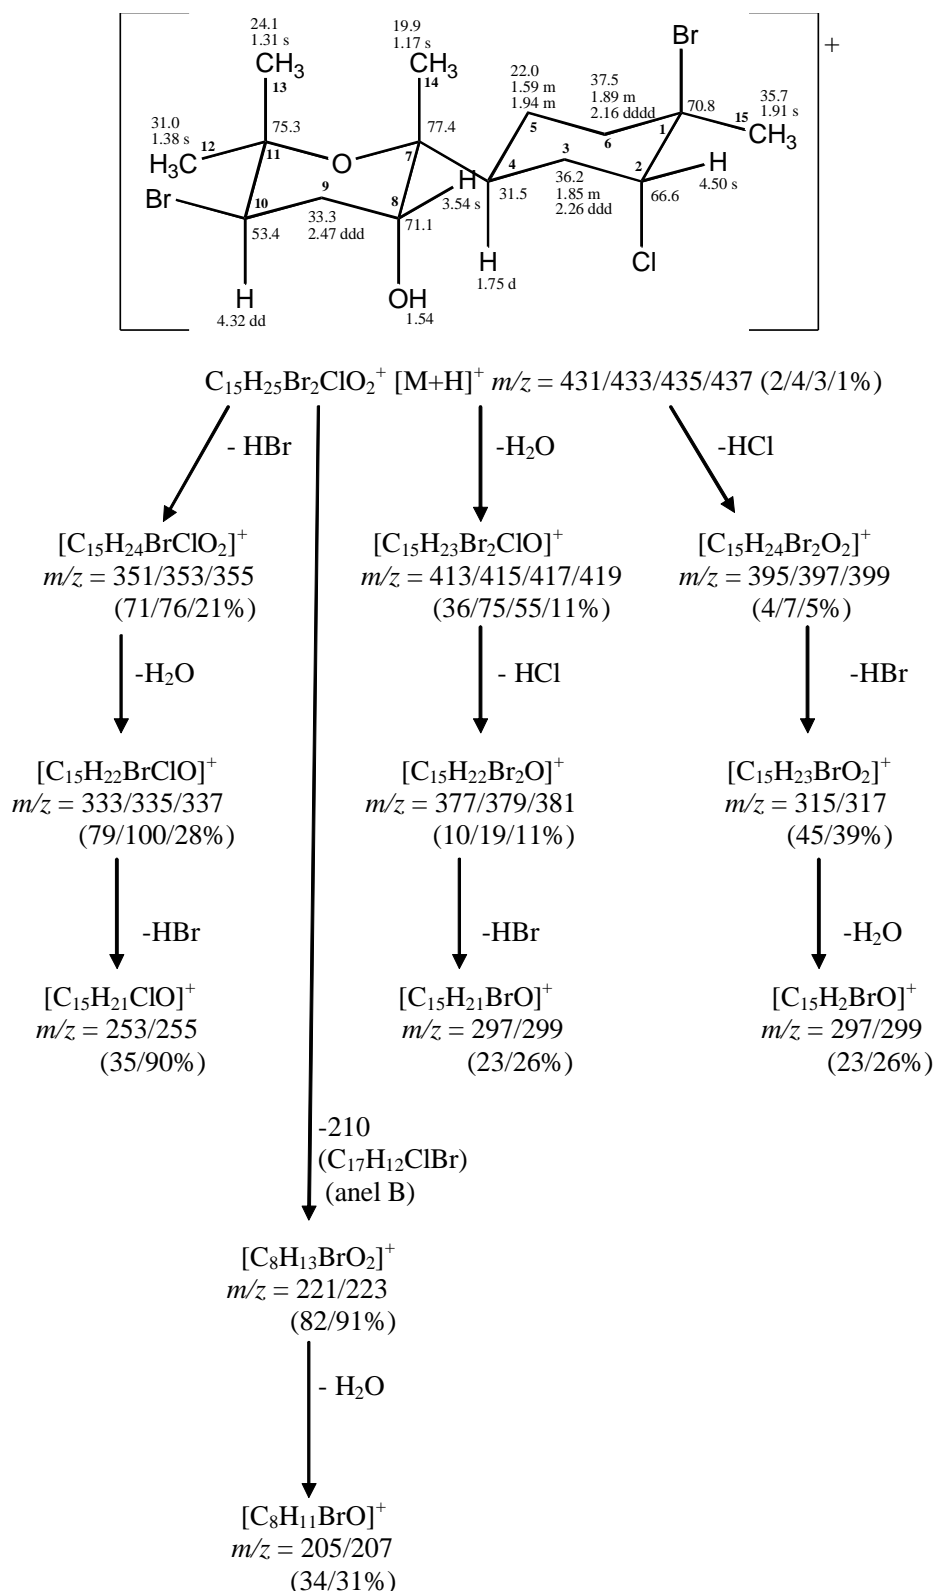 24.1
1.31 s
CH₃
13
19.9
1.17 s
CH₃
14
Br
22.0
1.59 m
1.94 m
5
37.5
1.89 m
2.16 dddd
6
1
70.8
35.7
1.91 s
15
CH₃
31.0
1.38 s
12
H₃C
75.3
11
O
77.4
7
4
31.5
3
36.2
1.85 m
2.26 ddd
2
66.6
H
4.50 s
Br
10
53.4
9
33.3
2.47 ddd
8
71.1
H
3.54 s
H
1.75 d
Cl
H
4.32 dd
OH
1.54
+
C₁₅H₂₅Br₂ClO₂⁺ [M+H]⁺ m/z = 431/433/435/437 (2/4/3/1%)
- HBr
-H₂O
-HCl
[C₁₅H₂₄BrClO₂]⁺
m/z = 351/353/355
(71/76/21%)
[C₁₅H₂₃Br₂ClO]⁺
m/z = 413/415/417/419
(36/75/55/11%)
[C₁₅H₂₄Br₂O₂]⁺
m/z = 395/397/399
(4/7/5%)
-H₂O
- HCl
-HBr
[C₁₅H₂₂BrClO]⁺
m/z = 333/335/337
(79/100/28%)
[C₁₅H₂₂Br₂O]⁺
m/z = 377/379/381
(10/19/11%)
[C₁₅H₂₃BrO₂]⁺
m/z = 315/317
(45/39%)
-HBr
-HBr
-H₂O
[C₁₅H₂₁ClO]⁺
m/z = 253/255
(35/90%)
[C₁₅H₂₁BrO]⁺
m/z = 297/299
(23/26%)
[C₁₅H₂BrO]⁺
m/z = 297/299
(23/26%)
-210
(C₁₇H₁₂ClBr)
(anel B)
[C₈H₁₃BrO₂]⁺
m/z = 221/223
(82/91%)
- H₂O
[C₈H₁₁BrO]⁺
m/z = 205/207
(34/31%)